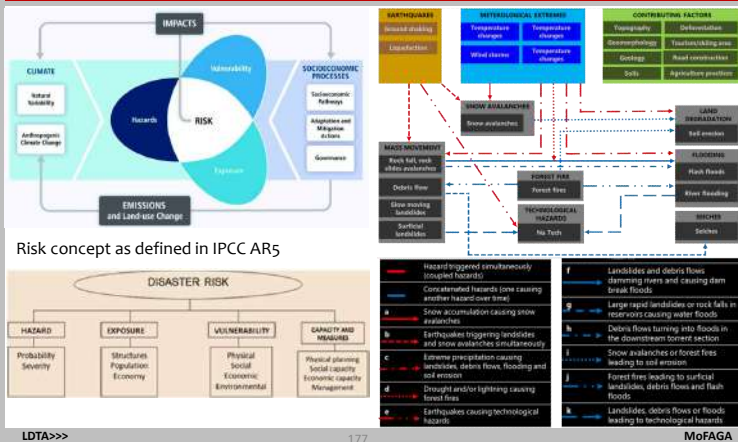 IMPACTS
CLIMATE
Natural
Variability
Anthropogenic
Climate Change
Vulnerability
Hazards
RISK
Exposure
SOCIOECONOMIC
PROCESSES
Socioeconomic
Pathways
Adaptation and
Mitigation
Actions
Governance
EMISSIONS
and Land-use Change
Risk concept as defined in IPCC AR5
DISASTER RISK
HAZARD
Probability
Severity
EXPOSURE
Structures
Population
Economy
VULNERABILITY
Physical
Social
Economic
Environmental
CAPACITY AND
MEASURES
Physical planning
Social capacity
Economic capacity
Management
EARTHQUAKES
Ground shaking
Liquefaction
METEROLOGICAL EXTREMES
Temperature
changes
Temperature
changes
Wind storms
Temperature
changes
CONTRIBUTING FACTORS
Topography
Deforestation
Geomorphology
Tourism/skiing area
Geology
Road construction
Soils
Agriculture practices
SNOW AVALANCHES
Snow avalanches
LAND
DEGRADATION
Soil erosion
MASS MOVEMENT
Rock fall, rock
slides avalanches
Debris flow
Slow moving
landslides
Surficial
landslides
FOREST FIRE
Forest fires
TECHNOLOGICAL
HAZARDS
Na Tech
FLOODING
Flash floods
River flooding
SEICHES
Seiches
Hazard triggered simultaneously
(coupled hazards)
Concatenated hazards (one causing
another hazard over time)
a Snow accumulation causing snow
avalanches
b Earthquakes triggering landslides
and snow avalanches simultaneously
c Extreme precipitation causing
landslides, debris flows, flooding and
soil erosion
d Drought and/or lightning causing
forest fires
e Earthquakes causing technological
hazards
f Landslides and debris flows
damming rivers and causing dam
break floods
g Large rapid landslides or rock falls in
reservoirs causing water floods
h Debris flows turning into floods in
the downstream torrent section
i Snow avalanches or forest fires
leading to soil erosion
j Forest fires leading to surficial
landslides, debris flows and flash
floods
k Landslides, debris flows or floods
leading to technological hazards
LDTA>>>
177
MoFAGA